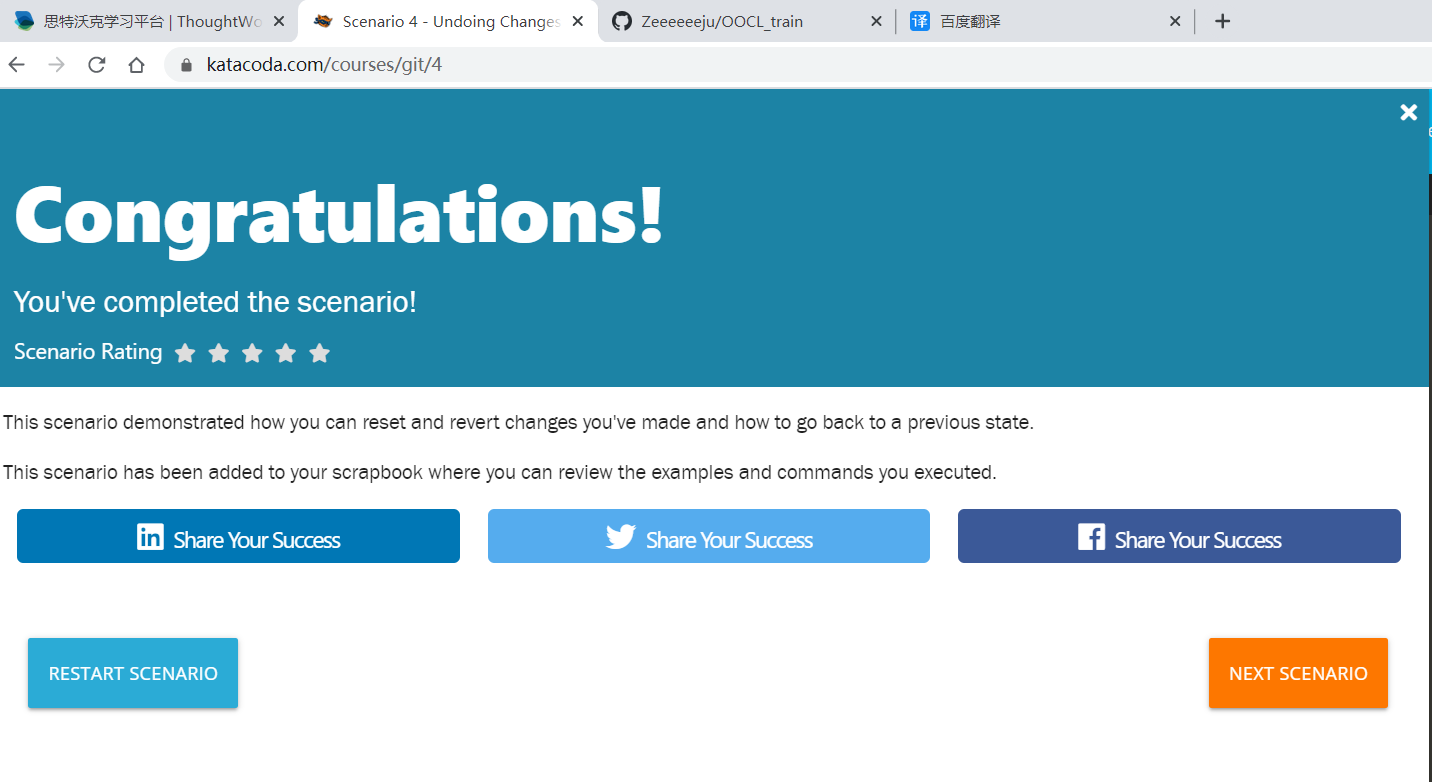 思特沃克学习平台 | ThoughtWo
Scenario 4 - Undoing Changes
Zeeeeeeju/OOCL_train
译 百度翻译
katacoda.com/courses/git/4
Congratulations!
You've completed the scenario!
Scenario Rating
This scenario demonstrated how you can reset and revert changes you've made and how to go back to a previous state.
This scenario has been added to your scrapbook where you can review the examples and commands you executed.
in Share Your Success
Share Your Success
f Share Your Success
RESTART SCENARIO
NEXT SCENARIO